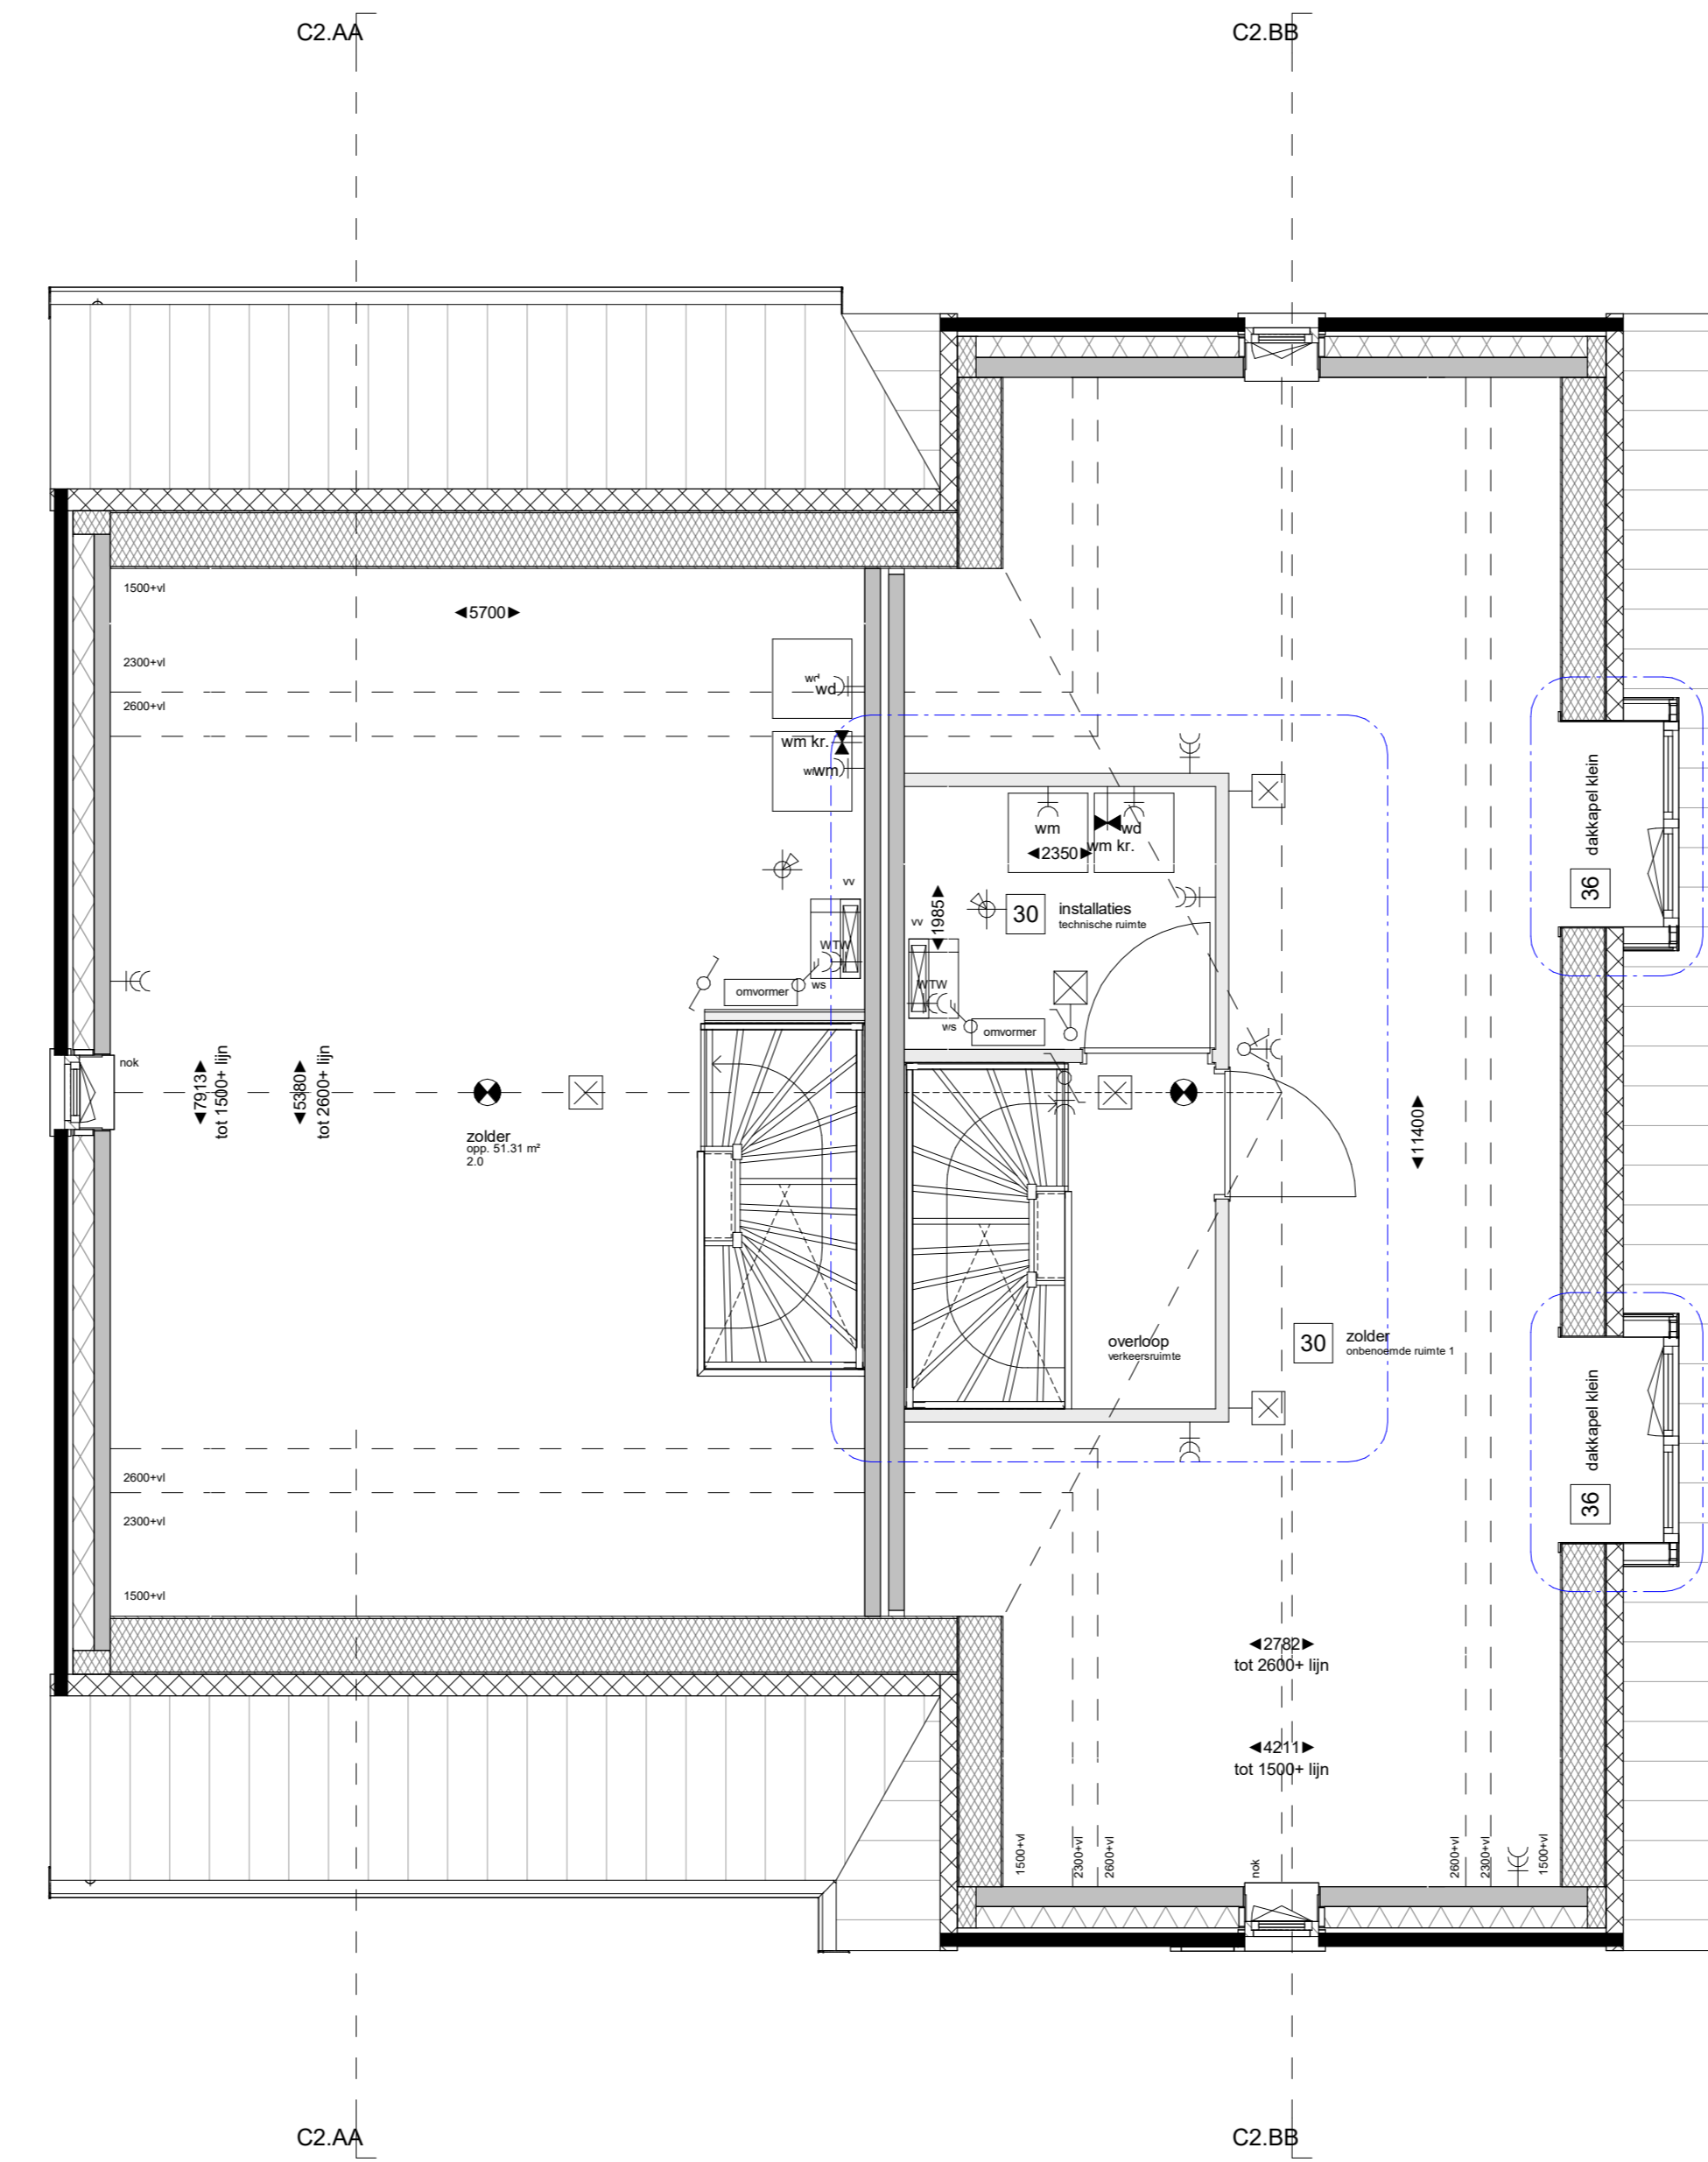 C2.AA
C2.BB
1500+vl
◄5700►
2300+vl
wd
wd
2600+vl
wm kr.
wm
wm
wd
◄2350►
wm kr.
dakkapel klein
36
vv
vv
◄1985►
30
installaties
technische ruimte
WTW
ws
omvormer
WTW
ws
omvormer
nok
◄7913►
tot 1500+ lijn
◄5380►
tot 2600+ lijn
zolder
opp. 51.31 m²
2.0
◄11400►
overloop
verkeersruimte
30
zolder
onbenoemde ruimte 1
dakkapel klein
36
2600+vl
2300+vl
1500+vl
◄2782►
tot 2600+ lijn
◄4211►
tot 1500+ lijn
1500+vl
2300+vl
2600+vl
nok
2600+vl
2300+vl
1500+vl
C2.AA
C2.BB